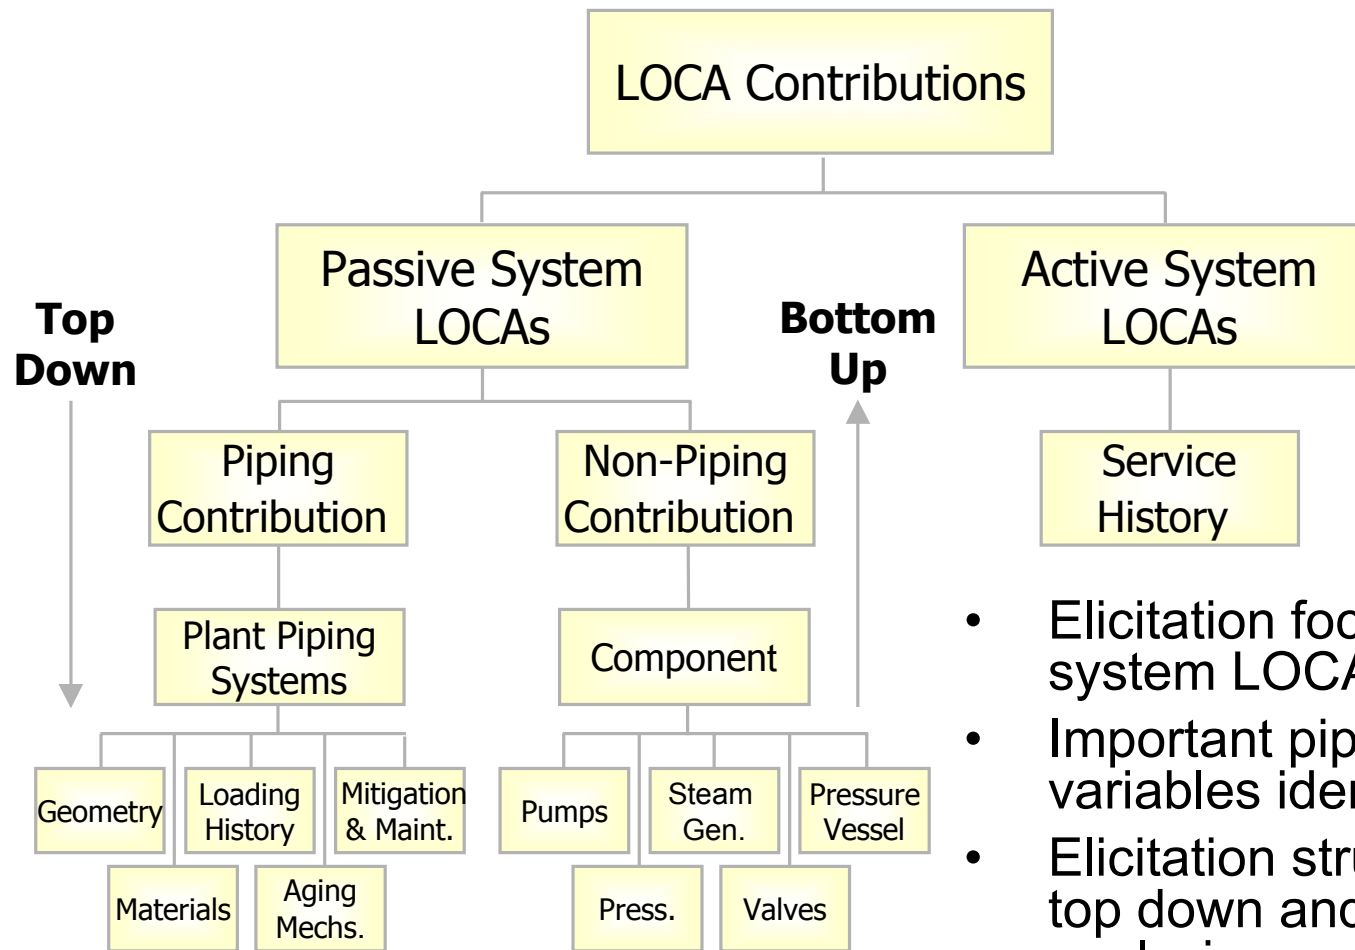 LOCA Contributions
Passive System
LOCAs
Active System
LOCAs
Top
Down
Bottom
Up
Piping
Contribution
Non-Piping
Contribution
Service
History
Plant Piping
Systems
Component
Geometry
Loading
History
Mitigation
& Maint.
Materials
Aging
Mechs.
Pumps
Steam
Gen.
Pressure
Vessel
Press.
Valves
• Elicitation
system
• Important
variables
• Elicitation
top down and